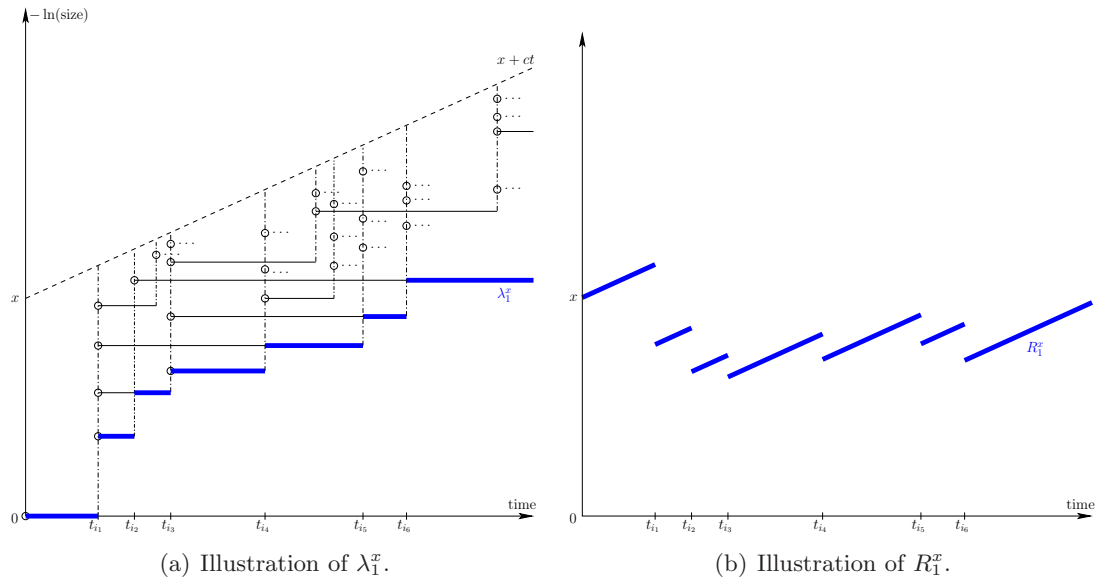 − ln(size)
x + ct
x
λ₁ˣ
time
0
t_{i₁} t_{i₂} t_{i₃} t_{i₄} t_{i₅} t_{i₆}
(a) Illustration of λ₁ˣ.
x
R₁ˣ
time
0
t_{i₁} t_{i₂} t_{i₃} t_{i₄} t_{i₅} t_{i₆}
(b) Illustration of R₁ˣ.